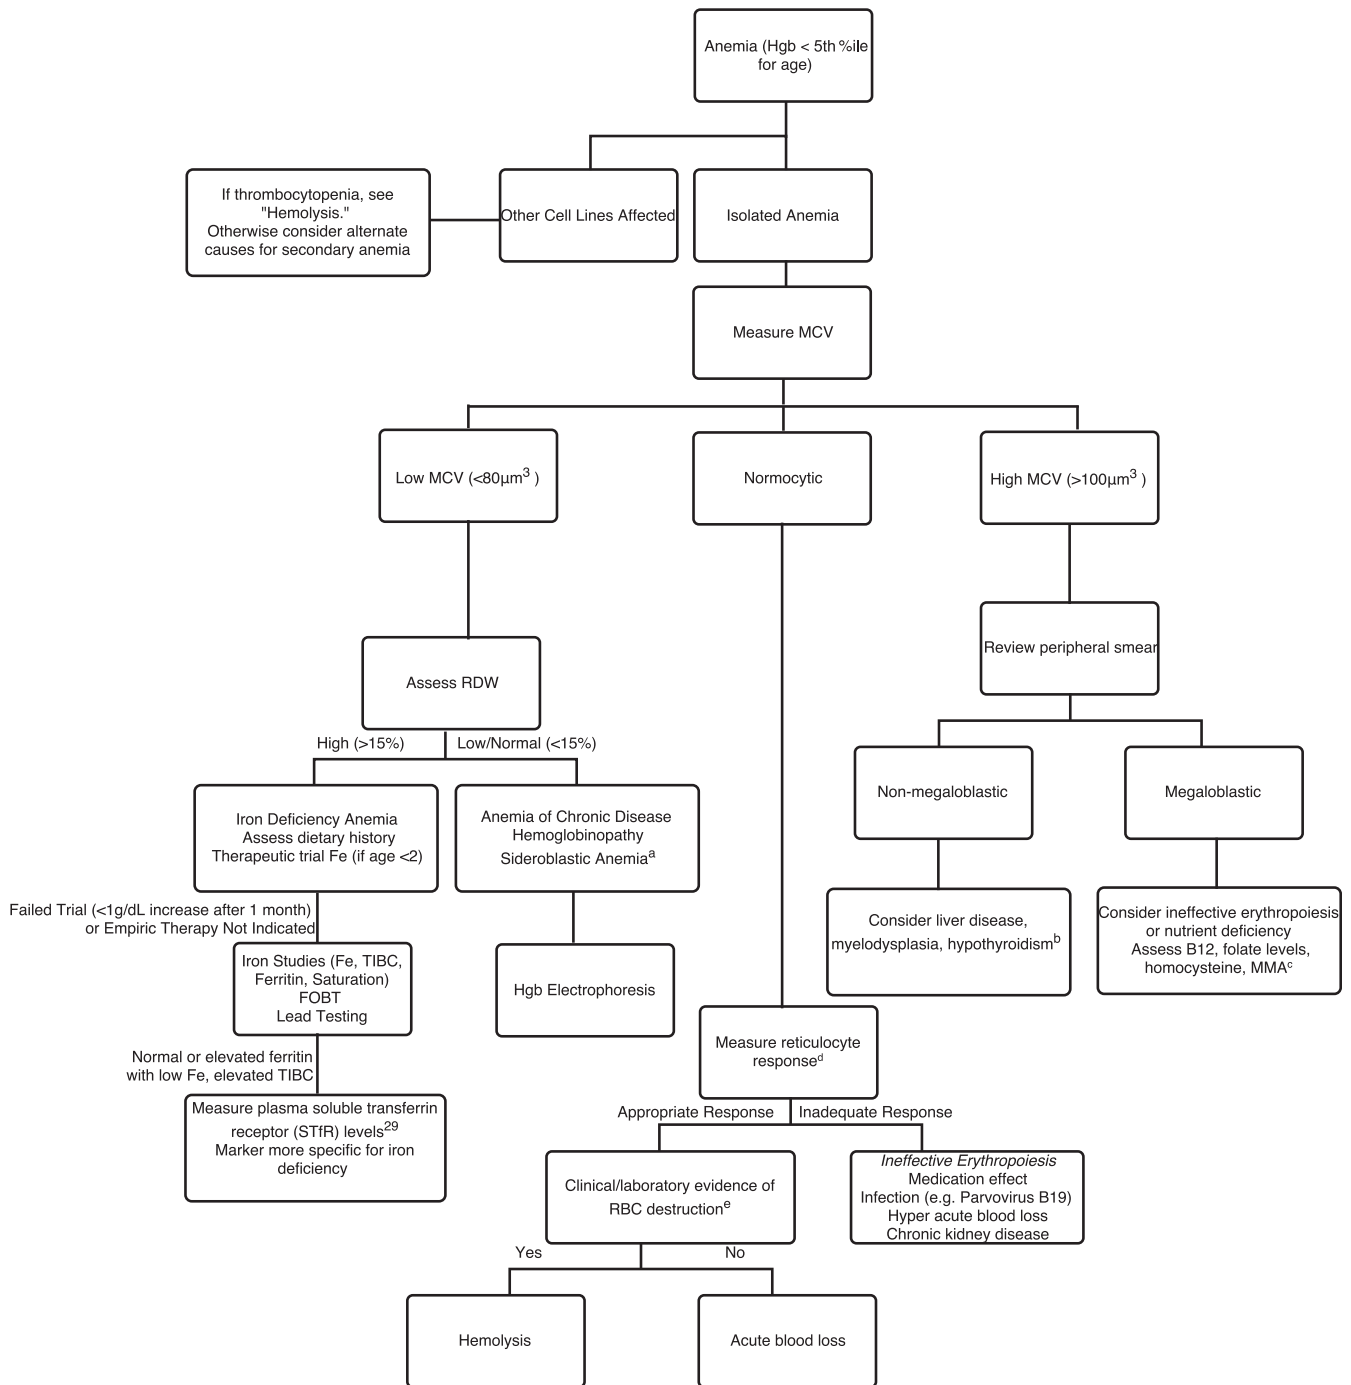 Anemia (Hgb < 5th %ile
for age)
If thrombocytopenia, see
"Hemolysis."
Otherwise consider alternate
causes for secondary anemia
Other Cell Lines Affected
Isolated Anemia
Measure MCV
Low MCV (<80μm³ )
Normocytic
High MCV (>100μm³ )
Review peripheral smear
Assess RDW
High (>15%)
Low/Normal (<15%)
Non-megaloblastic
Megaloblastic
Iron Deficiency Anemia
Assess dietary history
Therapeutic trial Fe (if age <2)
Anemia of Chronic Disease
Hemoglobinopathy
Sideroblastic Anemiaᵃ
Consider liver disease,
myelodysplasia, hypothyroidismᵇ
Consider ineffective erythropoiesis
or nutrient deficiency
Assess B12, folate levels,
homocysteine, MMAᶜ
Failed Trial (<1g/dL increase after 1 month)
or Empiric Therapy Not Indicated
Iron Studies (Fe, TIBC,
Ferritin, Saturation)
FOBT
Lead Testing
Hgb Electrophoresis
Measure reticulocyte
responseᵈ
Normal or elevated ferritin
with low Fe, elevated TIBC
Measure plasma soluble transferrin
receptor (STfR) levels²⁹
Marker more specific for iron
deficiency
Appropriate Response
Inadequate Response
Clinical/laboratory evidence of
RBC destructionᵉ
Ineffective Erythropoiesis
Medication effect
Infection (e.g. Parvovirus B19)
Hyper acute blood loss
Chronic kidney disease
Yes
No
Hemolysis
Acute blood loss